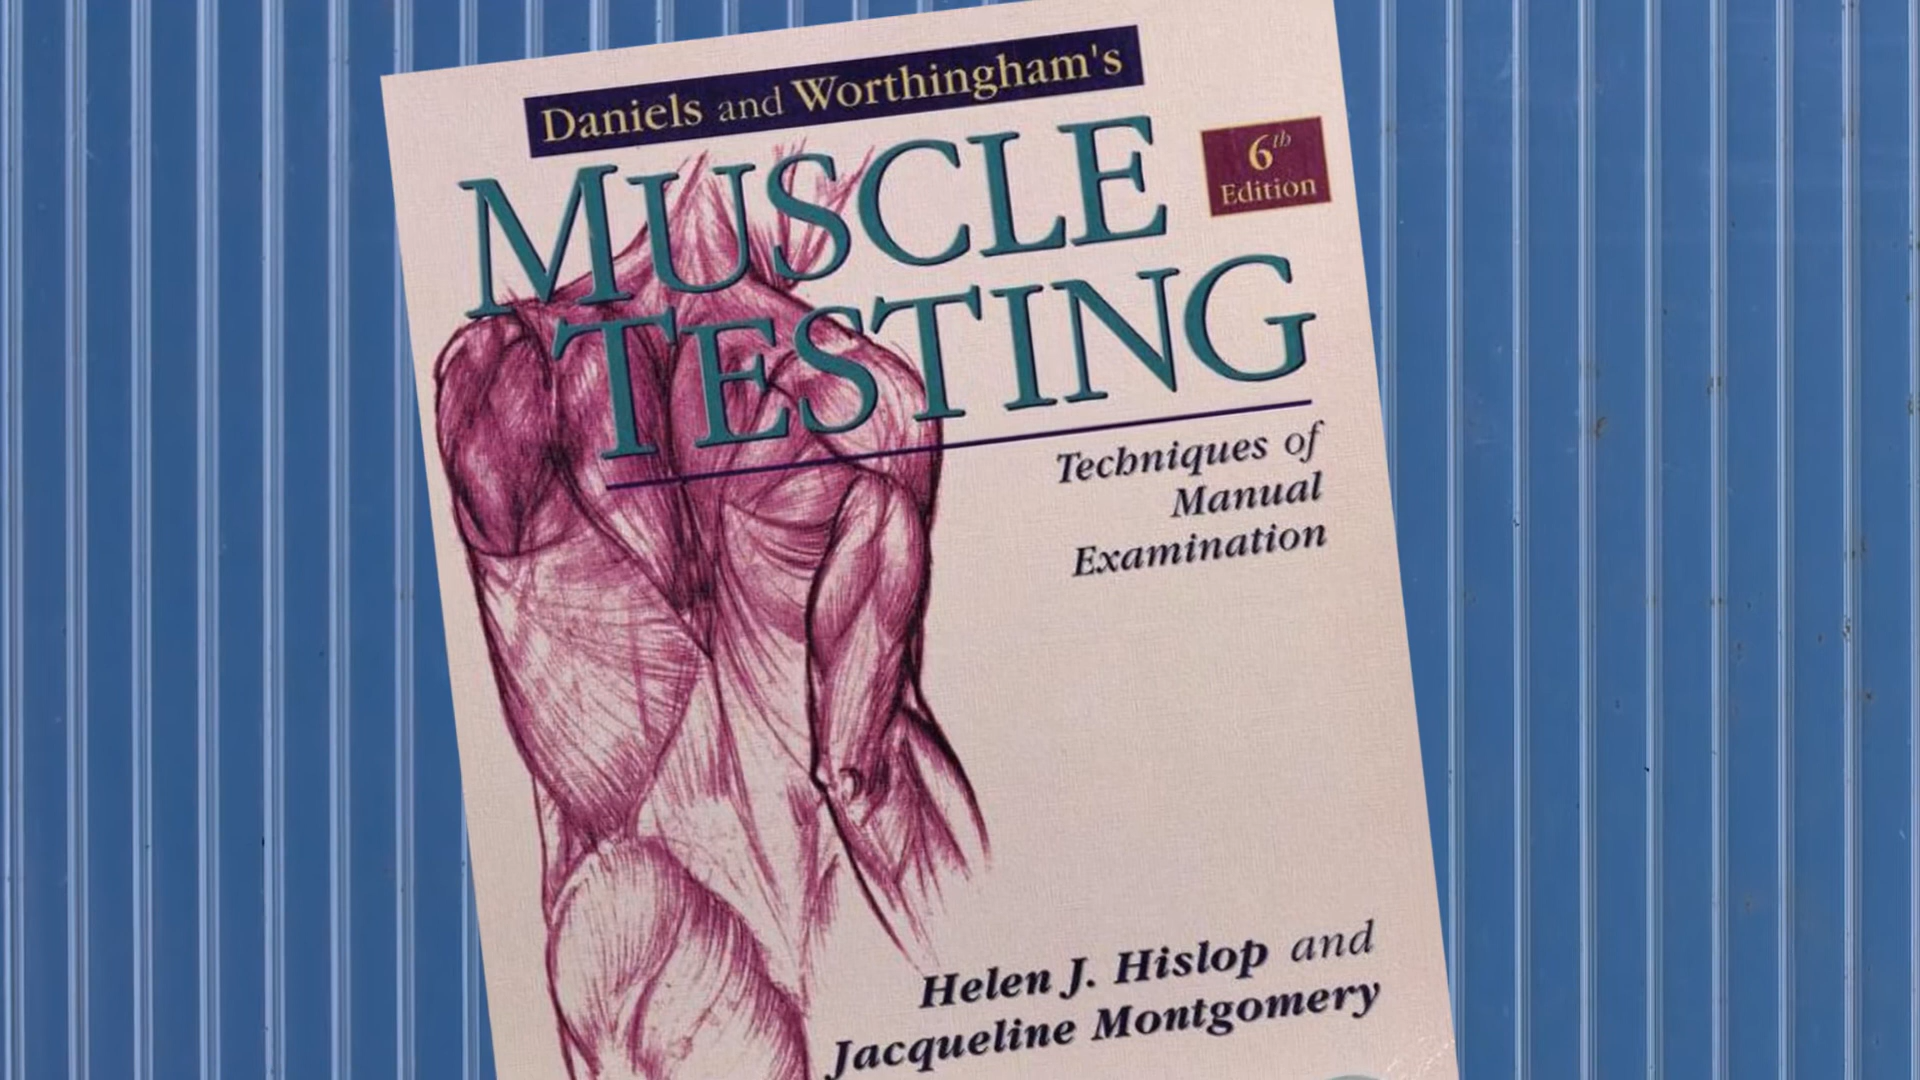 Daniels and Worthingham's
MUSCLE
TESTING
6th
Edition
Techniques of
Manual
Examination
Helen J. Hislop and
Jacqueline Montgomery